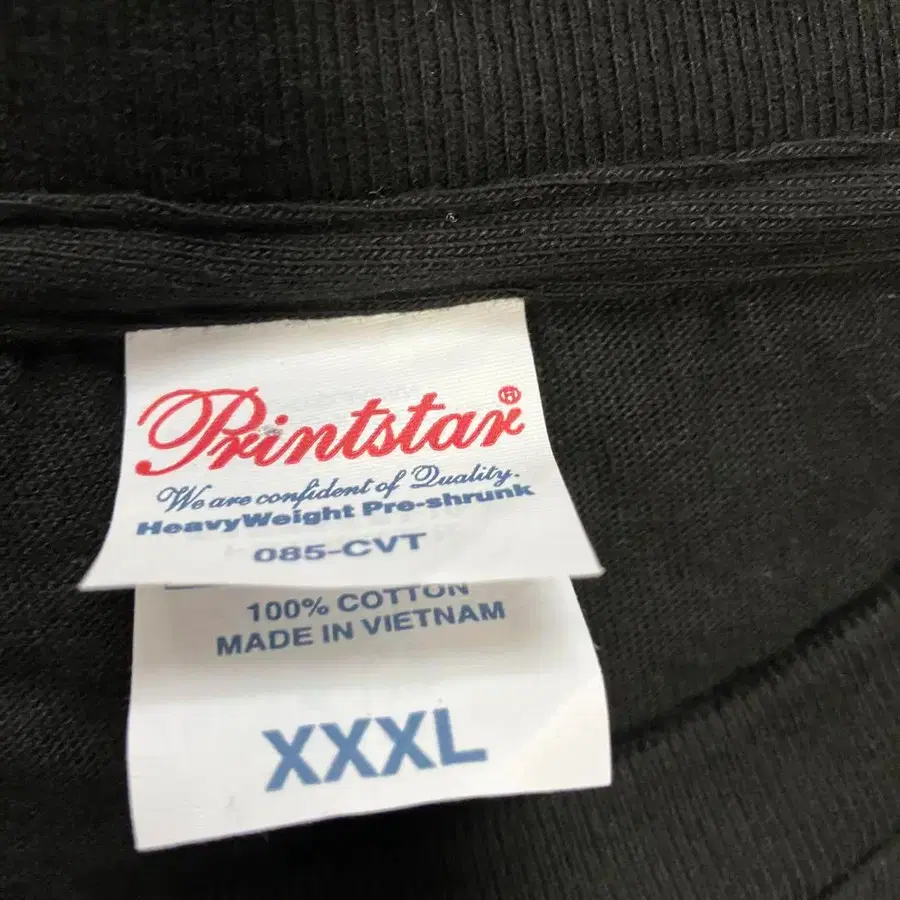 Printstar®
We are confident of Quality.
HeavyWeight Pre-shrunk
085-CVT
100% COTTON
MADE IN VIETNAM
XXXL